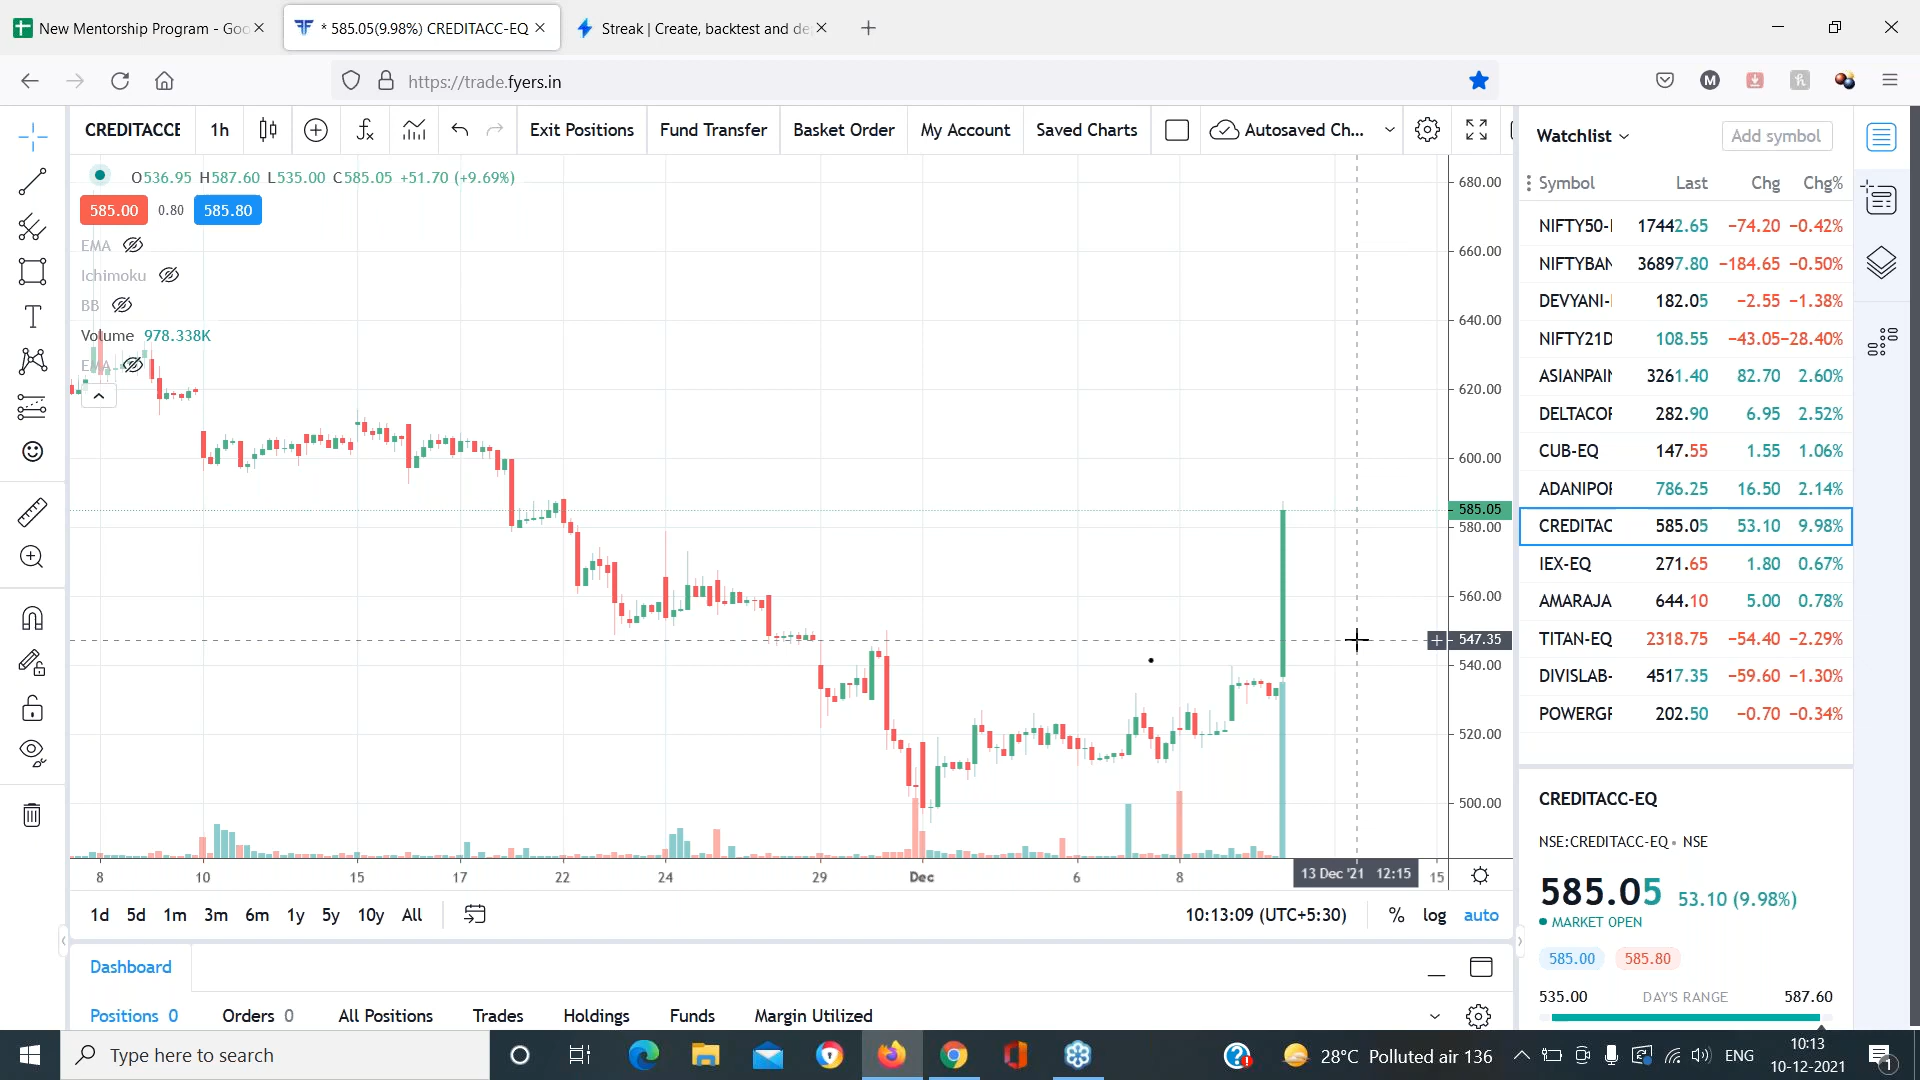 New Mentorship Program - Goo
* 585.05(9.98%) CREDITACC-EQ
Streak | Create, backtest and de
https://trade.fyers.in
CREDITACCE
1h
Exit Positions
Fund Transfer
Basket Order
My Account
Saved Charts
Autosaved Ch...
O536.95 H587.60 L535.00 C585.05 +51.70 (+9.69%)
585.00 0.80 585.80
EMA
Ichimoku
BB
Volume 978.338K
EMA
680.00
660.00
640.00
620.00
600.00
585.05
580.00
560.00
547.35
540.00
520.00
500.00
8 10 15 17 22 24 29 Dec 6 8 13 Dec '21 12:15 15
1d 5d 1m 3m 6m 1y 5y 10y All
10:13:09 (UTC+5:30) % log auto
Dashboard
Positions 0 Orders 0 All Positions Trades Holdings Funds Margin Utilized
Watchlist
Add symbol
Symbol Last Chg Chg%
NIFTY50-I 17442.65 −74.20 −0.42%
NIFTYBAN 36897.80 −184.65 −0.50%
DEVYANI-I 182.05 −2.55 −1.38%
NIFTY21D 108.55 −43.05 −28.40%
ASIANPAIN 3261.40 82.70 2.60%
DELTACOF 282.90 6.95 2.52%
CUB-EQ 147.55 1.55 1.06%
ADANIPOF 786.25 16.50 2.14%
CREDITAC 585.05 53.10 9.98%
IEX-EQ 271.65 1.80 0.67%
AMARAJA 644.10 5.00 0.78%
TITAN-EQ 2318.75 −54.40 −2.29%
DIVISLAB- 4517.35 −59.60 −1.30%
POWERGF 202.50 −0.70 −0.34%
CREDITACC-EQ
NSE:CREDITACC-EQ • NSE
585.05 53.10 (9.98%)
MARKET OPEN
585.00 585.80
535.00 DAY'S RANGE 587.60
Type here to search
28°C Polluted air 136
ENG
10:13
10-12-2021
1